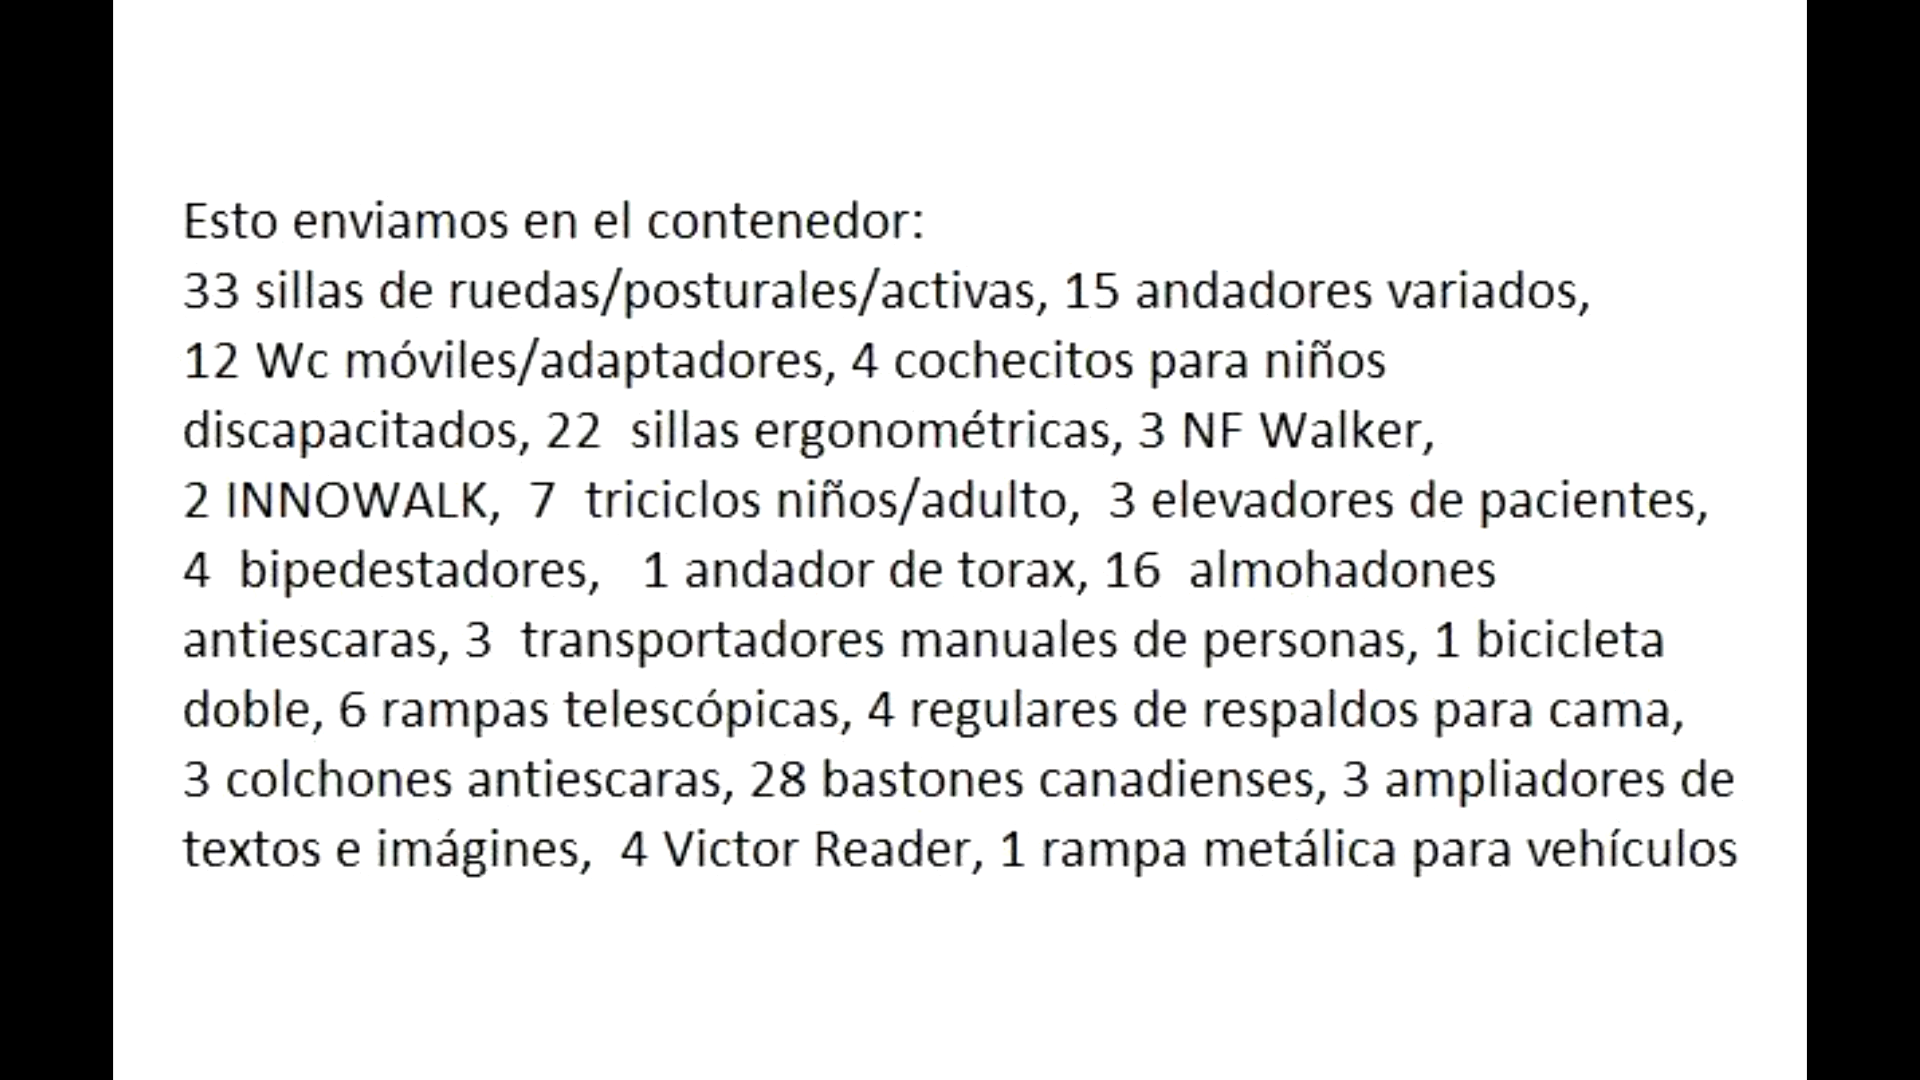 Esto enviamos en el contenedor:
33 sillas de ruedas/posturales/activas, 15 andadores variados,
12 Wc móviles/adaptadores, 4 cochecitos para niños
discapacitados, 22  sillas ergonométricas, 3 NF Walker,
2 INNOWALK,  7  triciclos niños/adulto,  3 elevadores de pacientes,
4  bipedestadores,   1 andador de torax, 16  almohadones
antiescaras, 3  transportadores manuales de personas, 1 bicicleta
doble, 6 rampas telescópicas, 4 regulares de respaldos para cama,
3 colchones antiescaras, 28 bastones canadienses, 3 ampliadores de
textos e imágines,  4 Victor Reader, 1 rampa metálica para vehículos